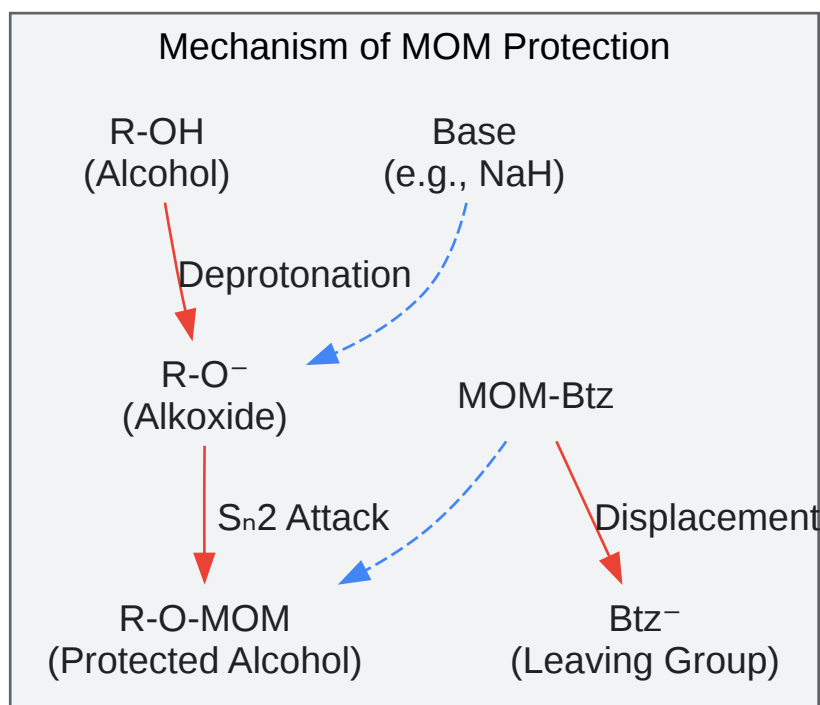 Mechanism of MOM Protection
R-OH
(Alcohol)
Base
(e.g., NaH)
Deprotonation
R-O⁻
(Alkoxide)
MOM-Btz
Sₙ2 Attack
Displacement
R-O-MOM
(Protected Alcohol)
Btz⁻
(Leaving Group)